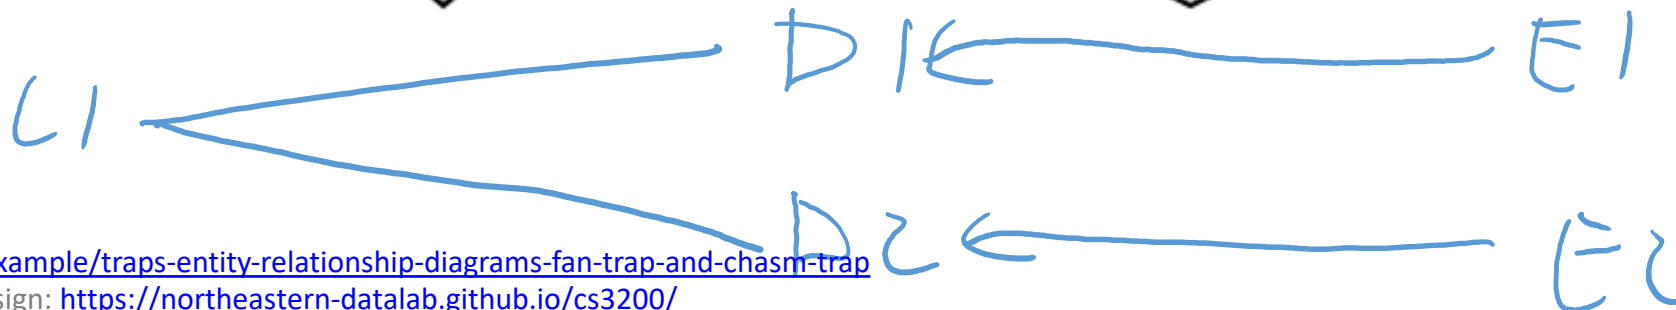 D1 E1
C1
D2 E2
xample/traps-entity-relationship-diagrams-fan-trap-and-chasm-trap
sign: https://northeastern-datalab.github.io/cs3200/